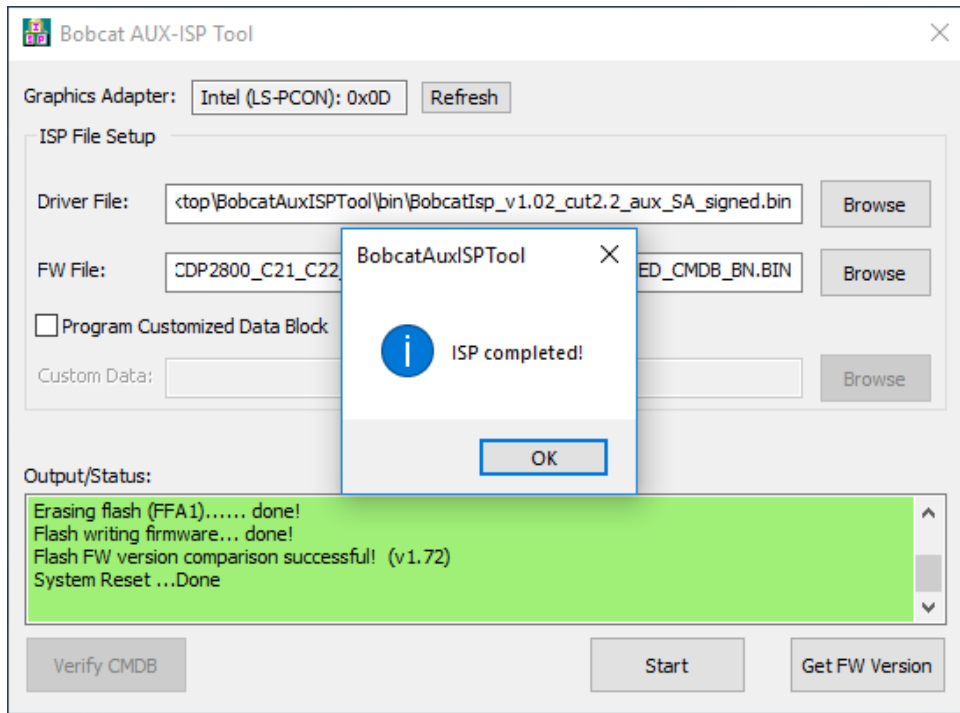 Bobcat AUX-ISP Tool
Graphics Adapter: Intel (LS-PCON): 0x0D Refresh
ISP File Setup
Driver File: <top\BobcatAuxISPTool\bin\BobcatIsp_v1.02_cut2.2_aux_SA_signed.bin Browse
BobcatAuxISPTool
FW File: CDP2800_C21_C22 ED_CMDB_BN.BIN Browse
Program Customized Data Block
ISP completed!
Custom Data: Browse
OK
Output/Status:
Erasing flash (FFA1)...... done!
Flash writing firmware... done!
Flash FW version comparison successful! (v1.72)
System Reset ...Done
Verify CMDB Start Get FW Version